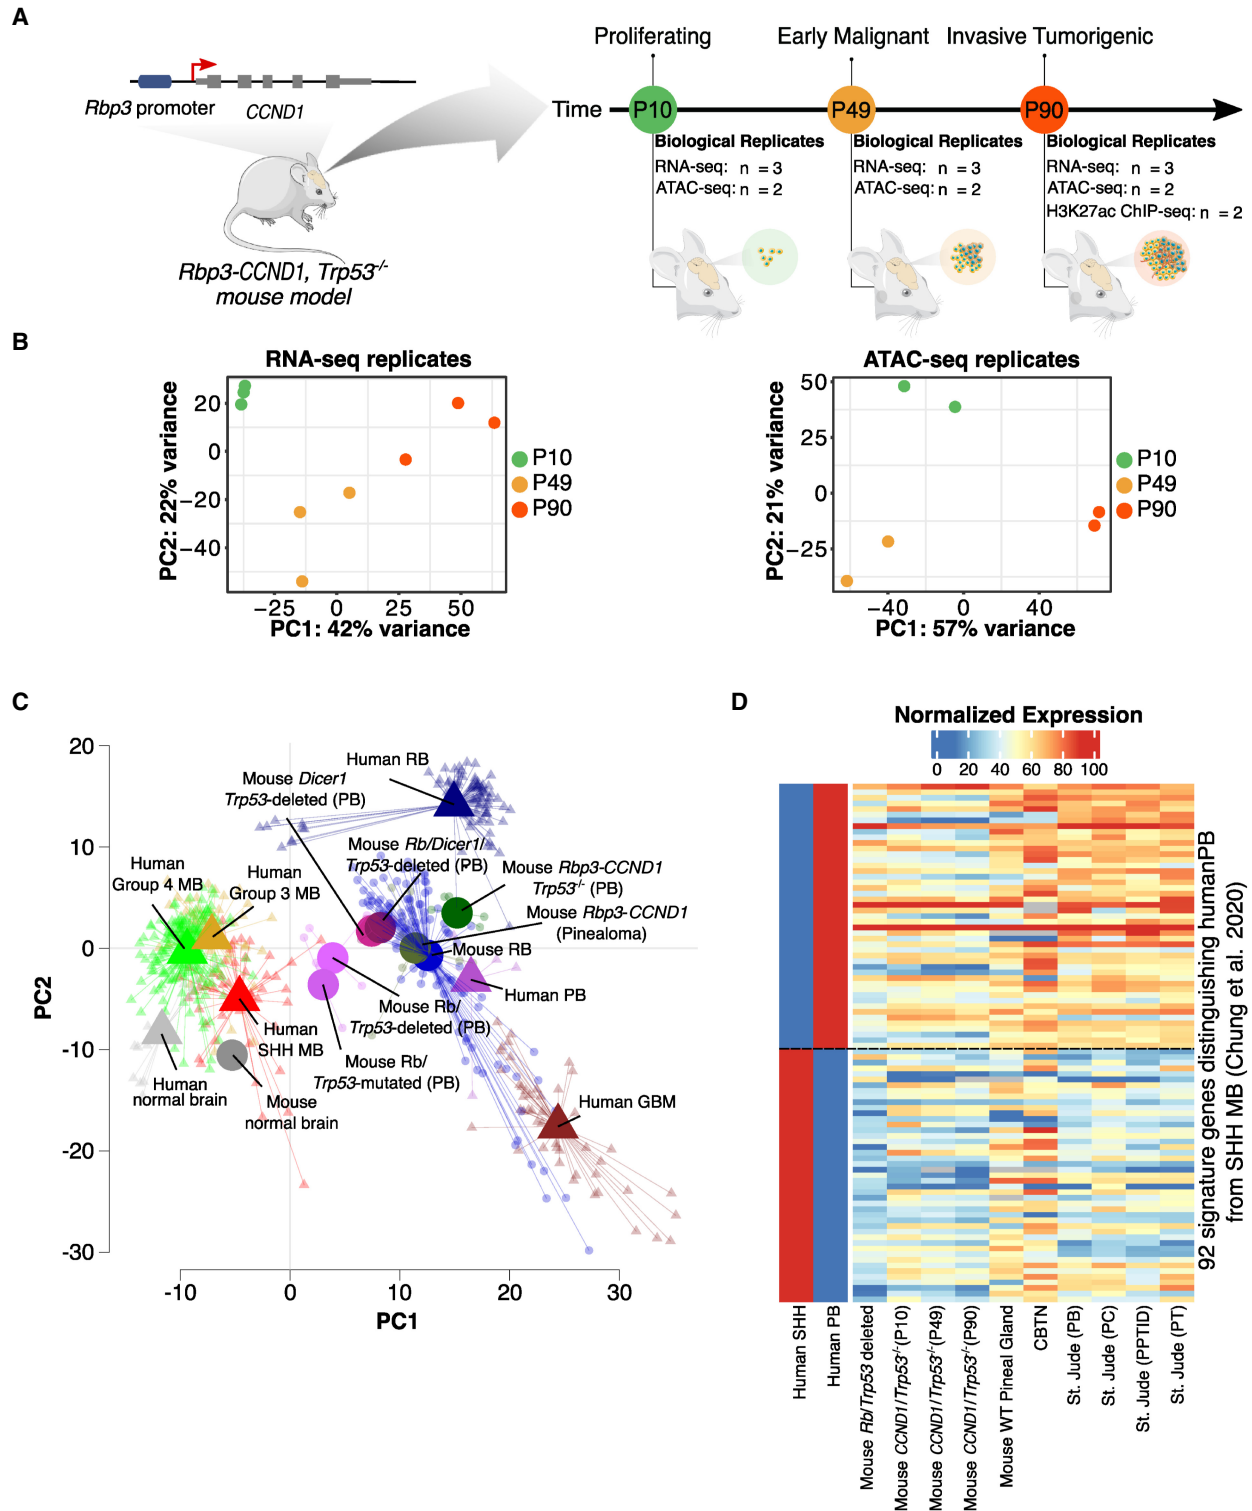 A
Rbp3 promoter
CCND1
Rbp3-CCND1, Trp53-/-
mouse model
Proliferating
Early Malignant
Invasive Tumorigenic
Time
P10
P49
P90
Biological Replicates
RNA-seq: n = 3
ATAC-seq: n = 2
Biological Replicates
RNA-seq: n = 3
ATAC-seq: n = 2
Biological Replicates
RNA-seq: n = 3
ATAC-seq: n = 2
H3K27ac ChIP-seq: n = 2
B
RNA-seq replicates
PC2: 22% variance
20
0
−20
−40
−25 0 25 50
PC1: 42% variance
P10
P49
P90
ATAC-seq replicates
PC2: 21% variance
50
25
0
−25
−40 0 40
PC1: 57% variance
P10
P49
P90
C
PC2
20
10
0
-10
-20
-30
-10 0 10 20 30
PC1
Human RB
Mouse Dicer1
Trp53-deleted (PB)
Mouse Rb/Dicer1/
Trp53-deleted (PB)
Human
Group 4 MB
Human
Group 3 MB
Mouse Rbp3-CCND1
Trp53-/- (PB)
Mouse Rbp3-CCND1
(Pinealoma)
Mouse RB
Human PB
Mouse Rb/
Trp53-deleted (PB)
Human
SHH MB
Mouse Rb/
Trp53-mutated (PB)
Human
normal brain
Mouse
normal brain
Human GBM
D
Normalized Expression
0 20 40 60 80 100
92 signature genes distinguishing humanPB
from SHH MB (Chung et al. 2020)
Human SHH
Human PB
Mouse Rb/Trp53 deleted
Mouse CCND1/Trp53-/-(P10)
Mouse CCND1/Trp53-/-(P49)
Mouse CCND1/Trp53-/-(P90)
Mouse WT Pineal Gland
CBTN
St. Jude (PB)
St. Jude (PC)
St. Jude (PPTID)
St. Jude (PT)